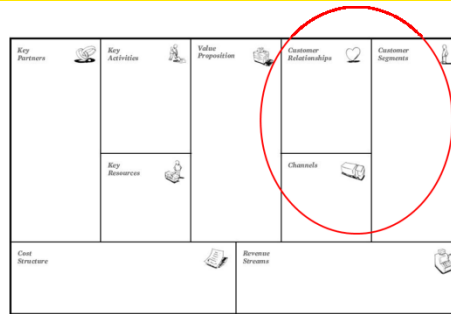 Key
Partners
Key
Activities
Value
Proposition
Customer
Relationships
Customer
Segments
Key
Resources
Channels
Cost
Structure
Revenue
Streams